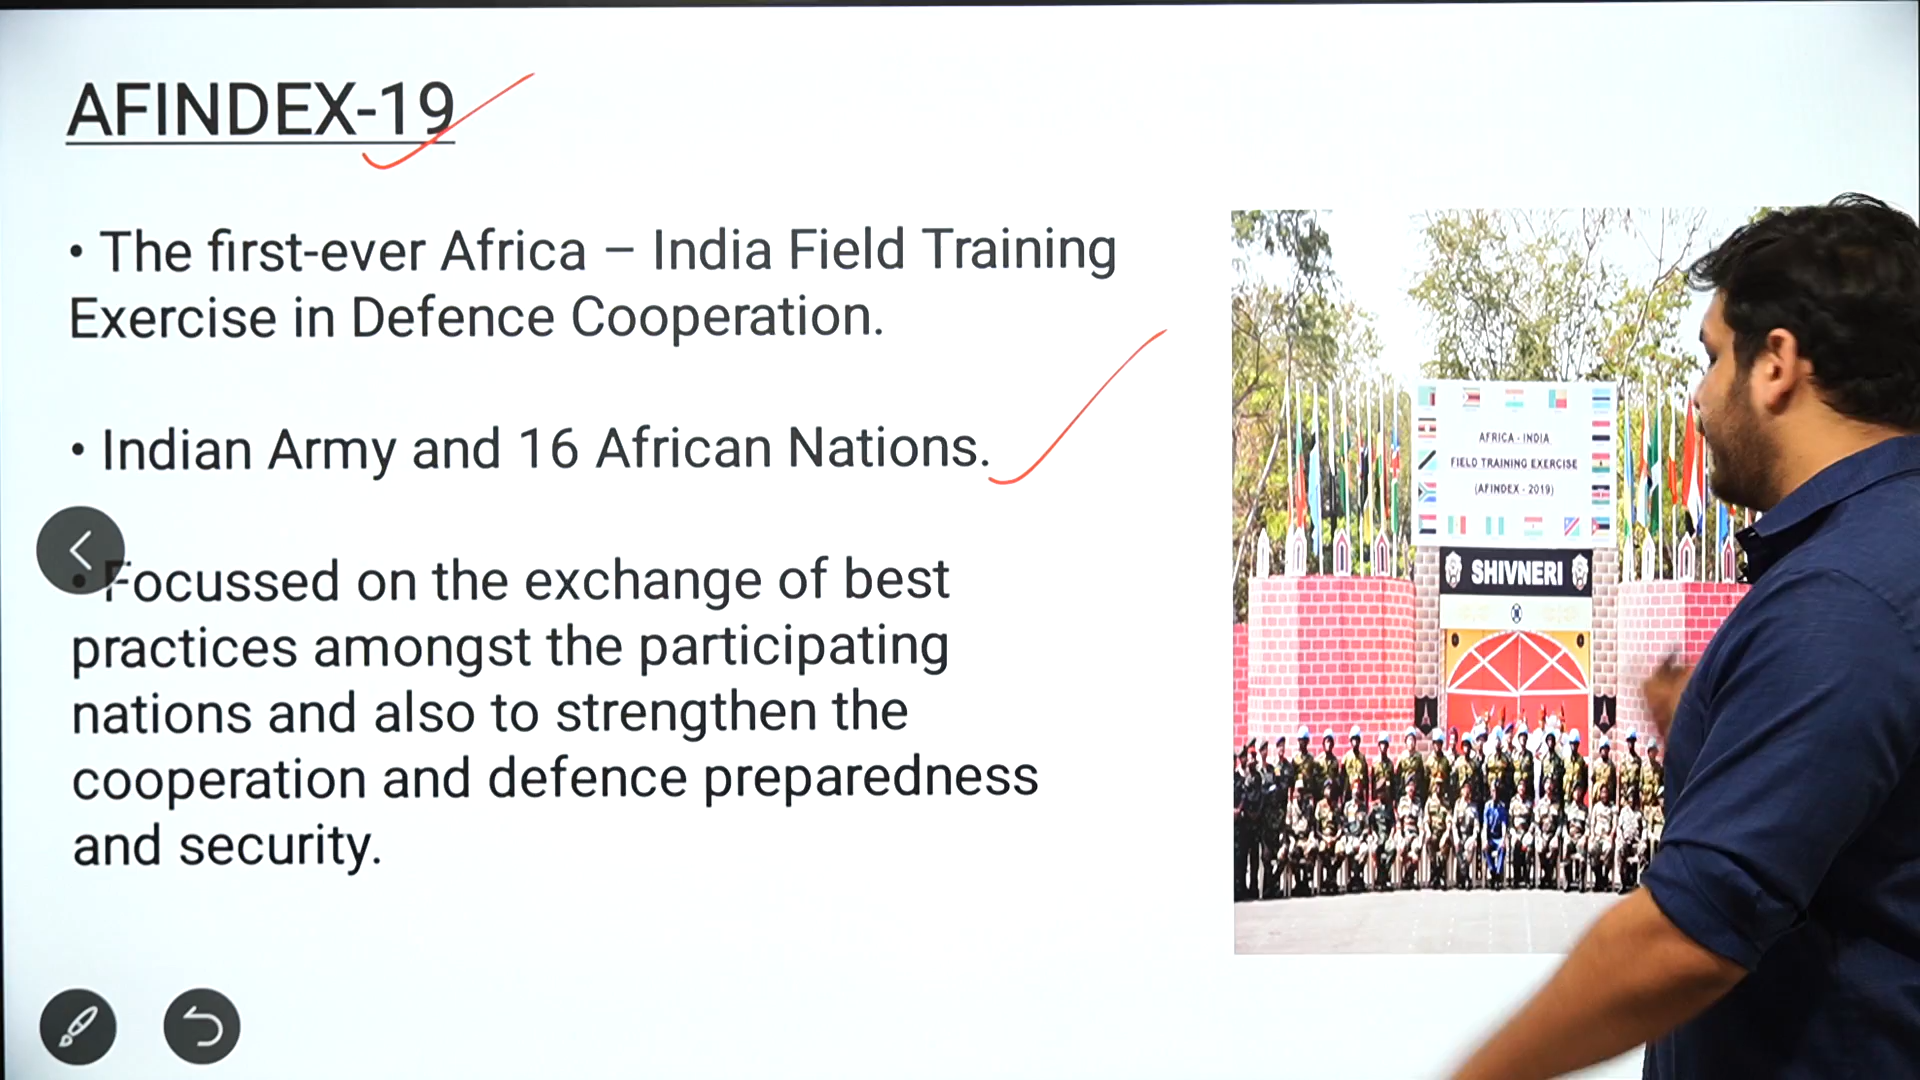 AFINDEX-19
• The first-ever Africa – India Field Training
Exercise in Defence Cooperation.
• Indian Army and 16 African Nations.
• Focussed on the exchange of best
practices amongst the participating
nations and also to strengthen the
cooperation and defence preparedness
and security.
AFRICA - INDIA
FIELD TRAINING EXERCISE
(AFINDEX - 2019)
SHIVNERI